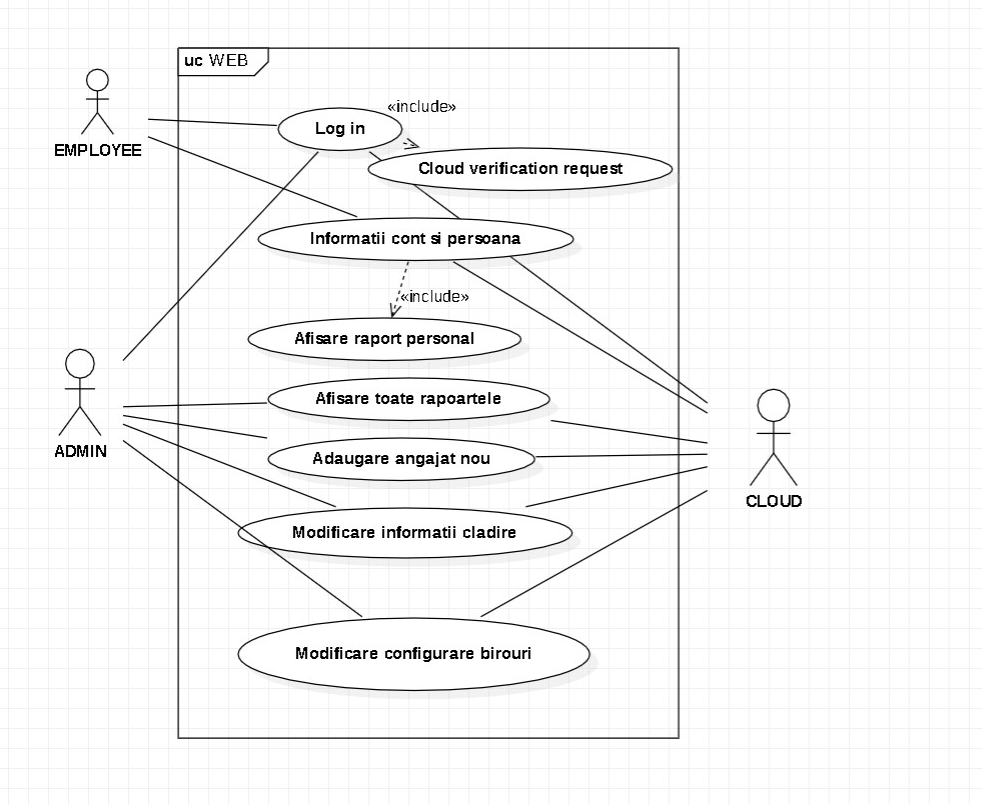 uc WEB
EMPLOYEE
«include»
Log in
Cloud verification request
Informatii cont si persoana
«include»
Afisare raport personal
Afisare toate rapoartele
ADMIN
Adaugare angajat nou
CLOUD
Modificare informatii cladire
Modificare configurare birouri